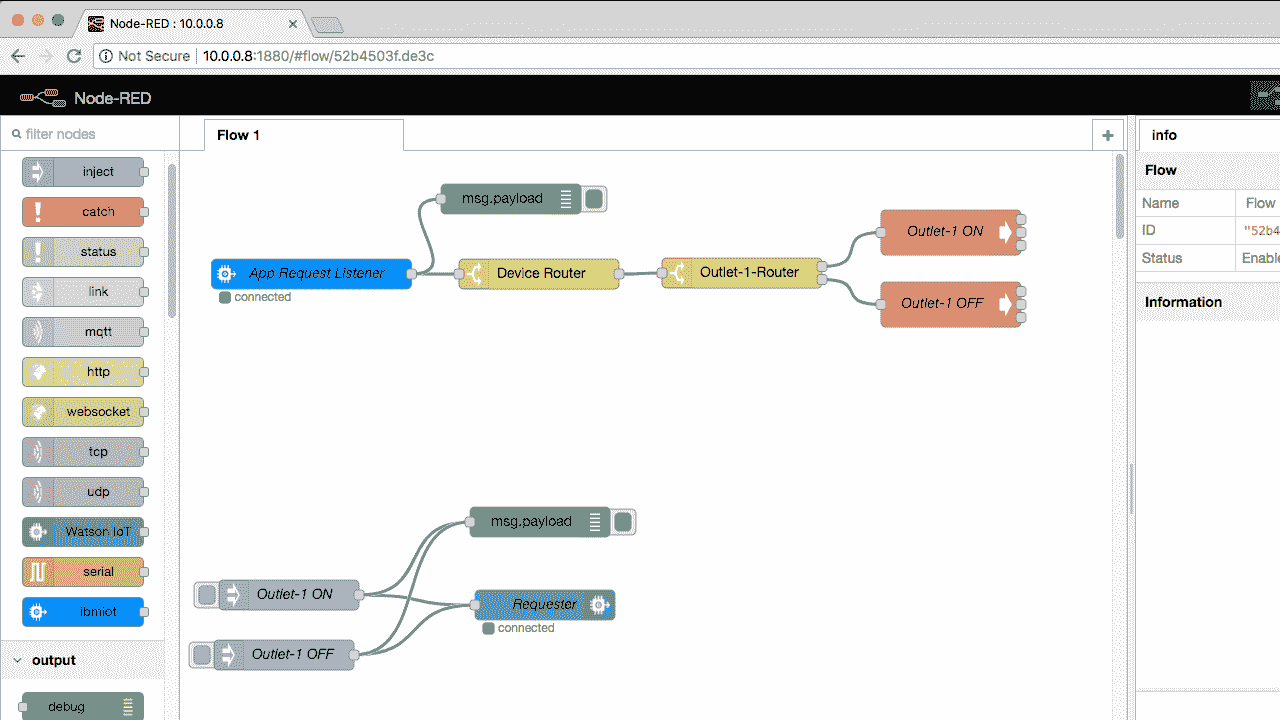 Node-RED : 10.0.0.8
Not Secure
10.0.0.8:1880/#flow/52b4503f.de3c
Node-RED
filter nodes
Flow 1
info
inject
catch
status
link
mqtt
http
websocket
tcp
udp
Watson IoT
serial
ibmiot
output
debug
msg.payload
App Request Listener
connected
Device Router
Outlet-1-Router
Outlet-1 ON
Outlet-1 OFF
msg.payload
Outlet-1 ON
Outlet-1 OFF
Requester
connected
Flow
Name Flow
ID "52b4
Status Enable
Information